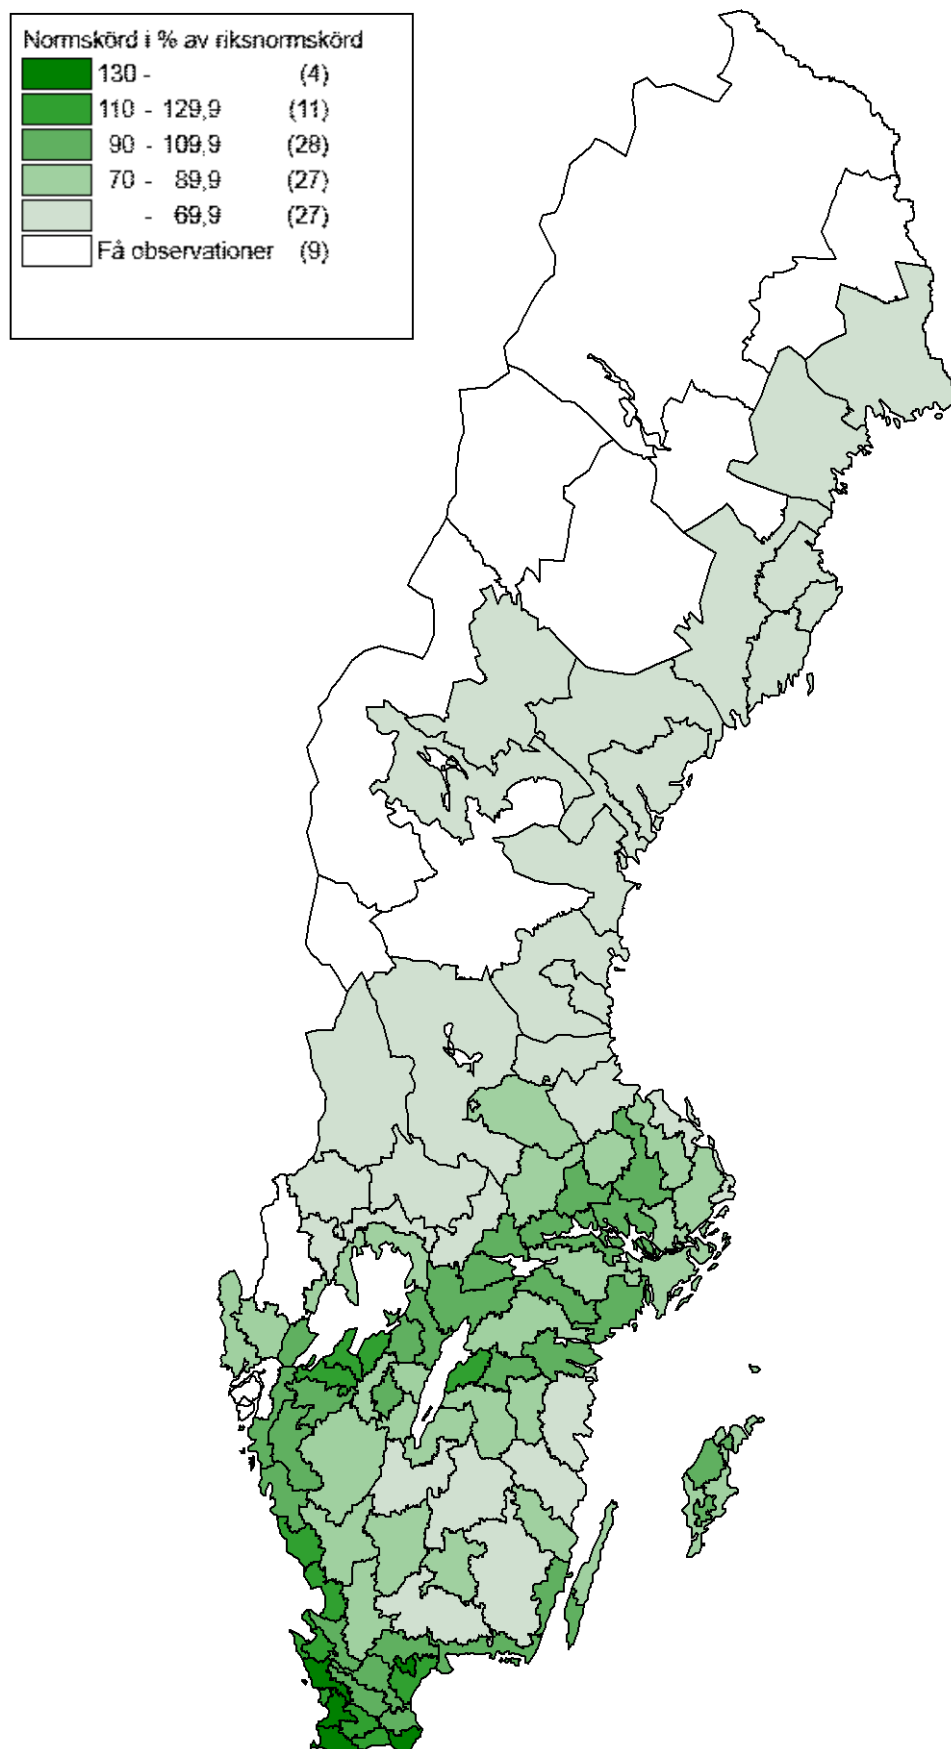 Normskörd i % av riksnormskörd
130 - (4)
110 - 129,9 (11)
90 - 109,9 (28)
70 - 89,9 (27)
- 69,9 (27)
Få observationer (9)